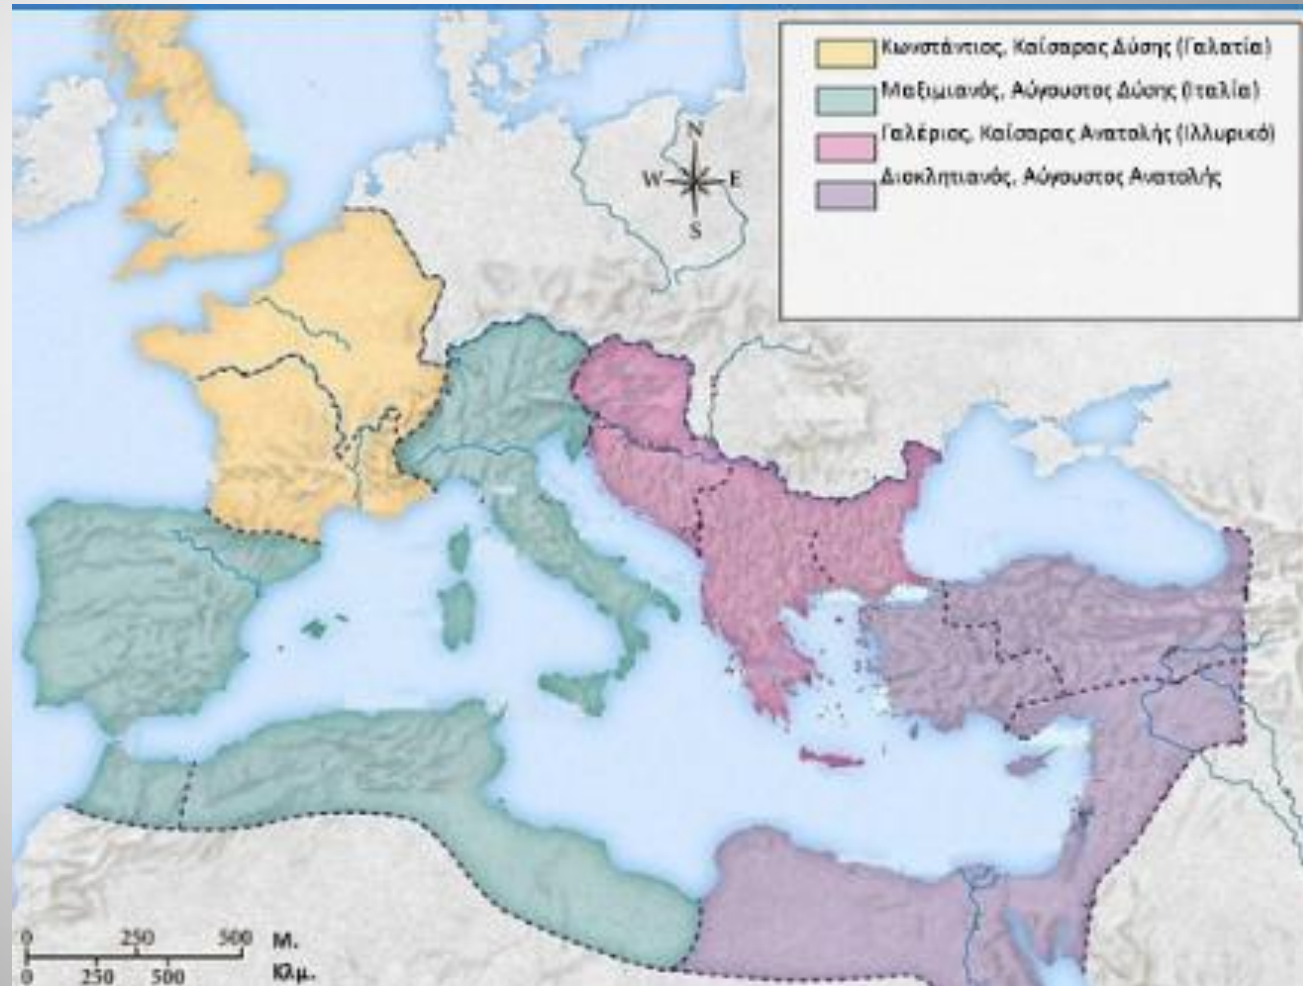 Κωνστάντιος, Καίσαρας Δύσης (Γαλατία)
Μαξιμιανός, Αύγουστος Δύσης (Ιταλία)
Γαλέριος, Καίσαρας Ανατολής (Ιλλυρικό)
Διοκλητιανός, Αύγουστος Ανατολής
N
W E
S
0 250 500 Μ.
0 250 500 Κλμ.